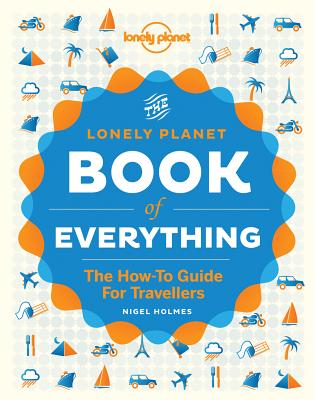 lonely planet
THE
LONELY PLANET
BOOK
of
EVERYTHING
The How-To Guide
For Travellers
NIGEL HOLMES